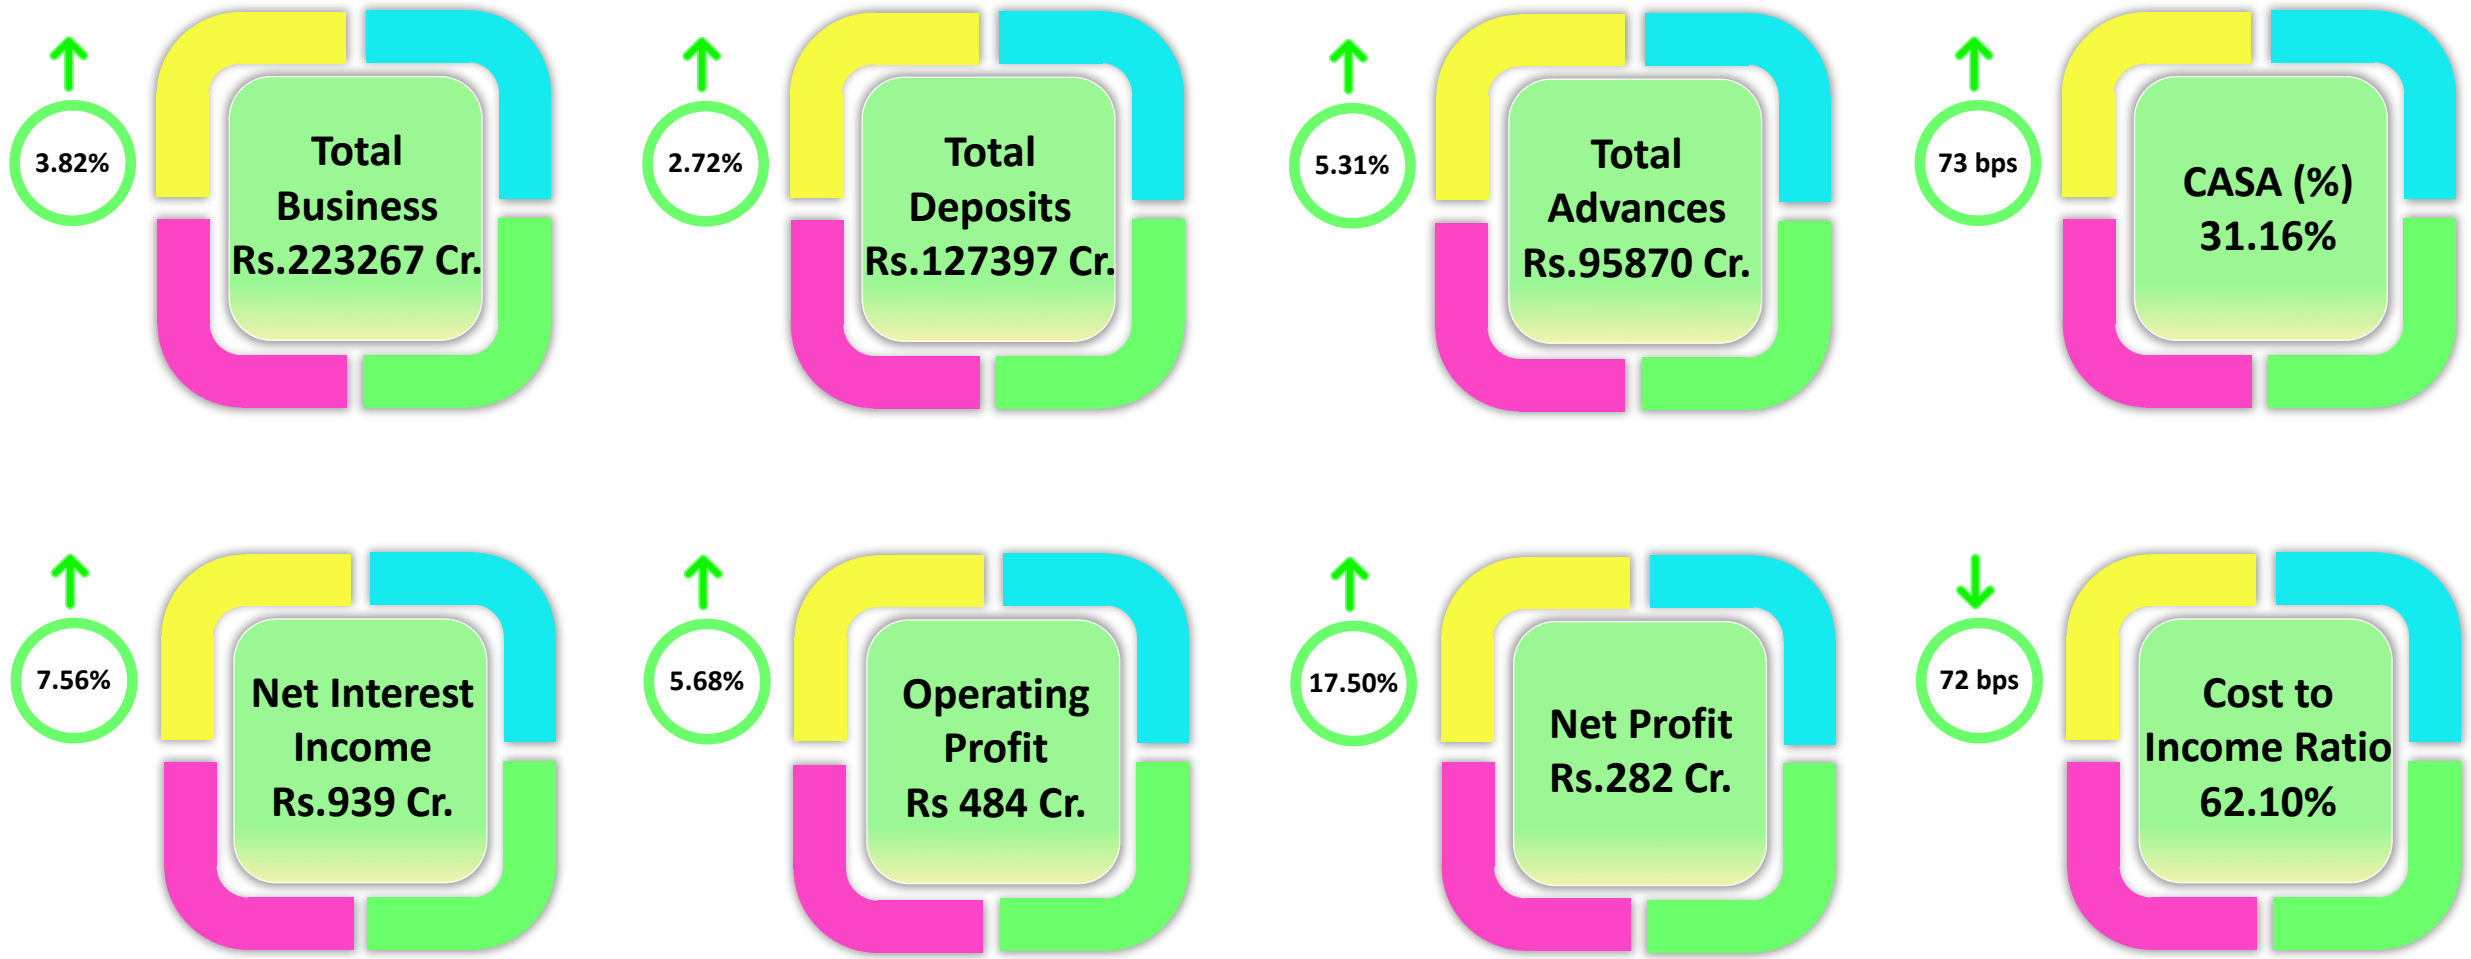 3.82%
Total
Business
Rs.223267 Cr.
2.72%
Total
Deposits
Rs.127397 Cr.
5.31%
Total
Advances
Rs.95870 Cr.
73 bps
CASA (%)
31.16%
7.56%
Net Interest
Income
Rs.939 Cr.
5.68%
Operating
Profit
Rs 484 Cr.
17.50%
Net Profit
Rs.282 Cr.
72 bps
Cost to
Income Ratio
62.10%